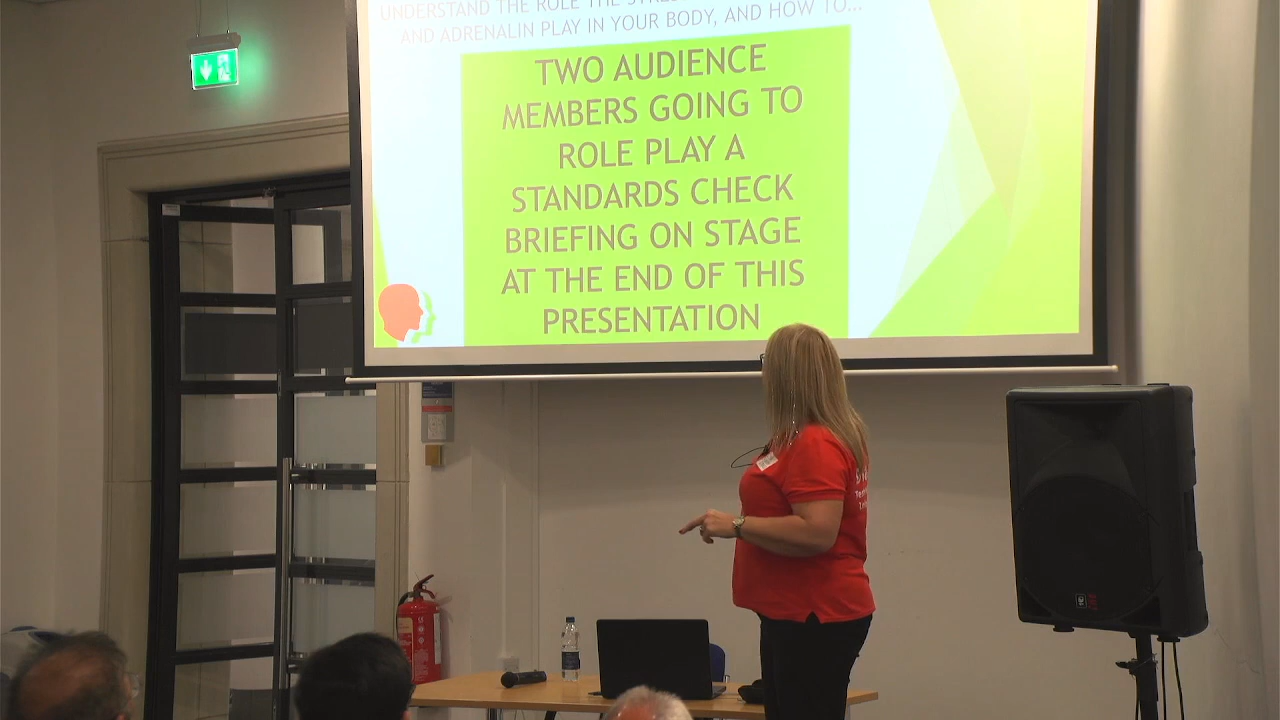 UNDERSTAND THE ROLE THE STRESS
AND ADRENALIN PLAY IN YOUR BODY, AND HOW TO...
TWO AUDIENCE
MEMBERS GOING TO
ROLE PLAY A
STANDARDS CHECK
BRIEFING ON STAGE
AT THE END OF THIS
PRESENTATION